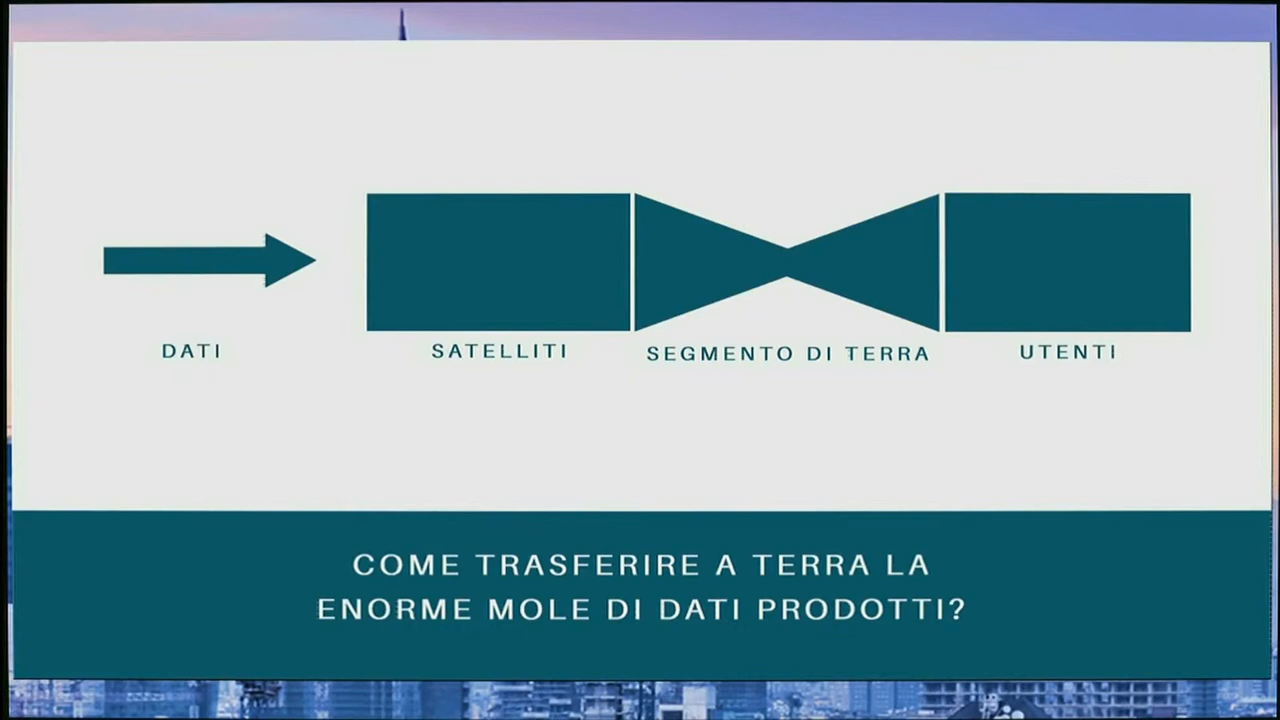 DATI
SATELLITI
SEGMENTO DI TERRA
UTENTI
COME TRASFERIRE A TERRA LA
ENORME MOLE DI DATI PRODOTTI?